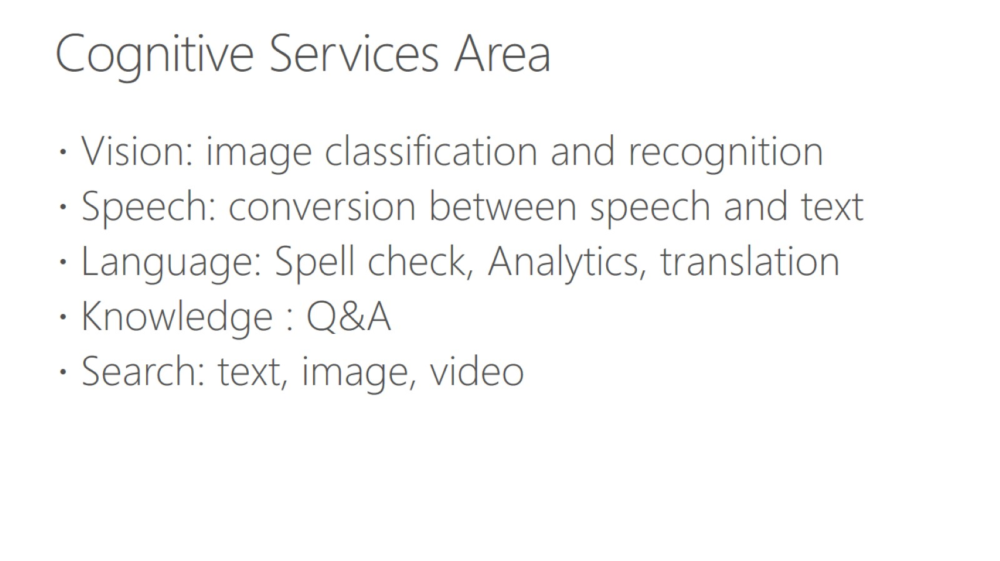 Cognitive Services Area
· Vision: image classification and recognition
· Speech: conversion between speech and text
· Language: Spell check, Analytics, translation
· Knowledge : Q&A
· Search: text, image, video